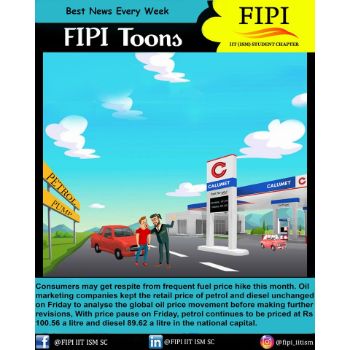 Best News Every Week
FIPI Toons
FIPI
IIT (ISM) STUDENT CHAPTER
PETROL
PUMP
CALUMET
CALUMET
Consumers may get respite from frequent fuel price hike this month. Oil
marketing companies kept the retail price of petrol and diesel unchanged
on Friday to analyse the global oil price movement before making further
revisions. With price pause on Friday, petrol continues to be priced at Rs
100.56 a litre and diesel 89.62 a litre in the national capital.
@FIPI IIT ISM SC
@FIPI IIT ISM SC
@fipi_iitism